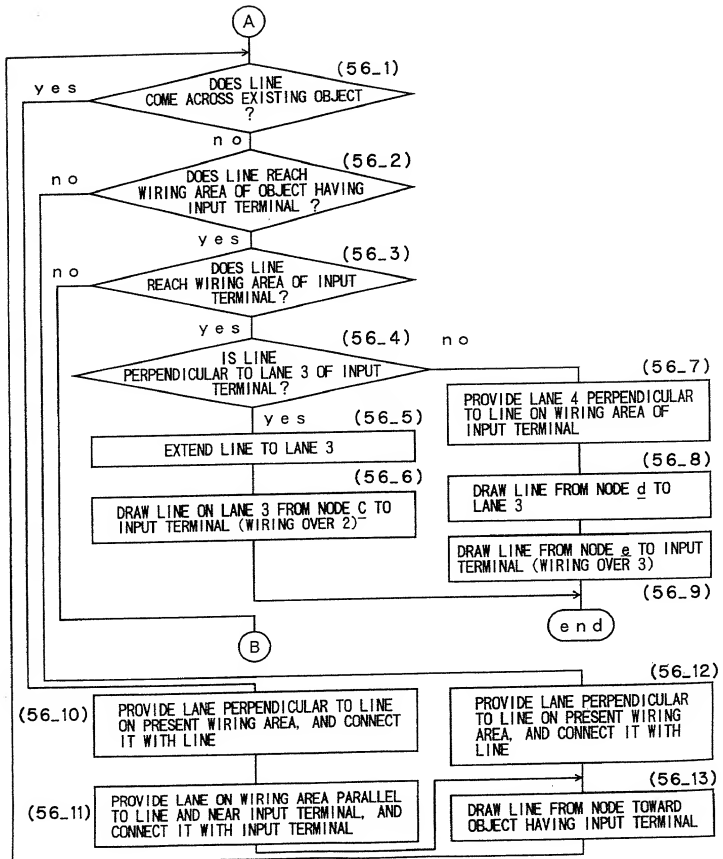 A
(56_1)
yes
DOES LINE
COME ACROSS EXISTING OBJECT
?
no
(56_2)
no
DOES LINE REACH
WIRING AREA OF OBJECT HAVING
INPUT TERMINAL ?
yes
(56_3)
no
DOES LINE
REACH WIRING AREA OF INPUT
TERMINAL?
yes
(56_4)
no
IS LINE
PERPENDICULAR TO LANE 3 OF INPUT
TERMINAL?
yes
(56_5)
EXTEND LINE TO LANE 3
(56_6)
DRAW LINE ON LANE 3 FROM NODE C TO
INPUT TERMINAL (WIRING OVER 2)
(56_7)
PROVIDE LANE 4 PERPENDICULAR
TO LINE ON WIRING AREA OF
INPUT TERMINAL
(56_8)
DRAW LINE FROM NODE d TO
LANE 3
DRAW LINE FROM NODE e TO INPUT
TERMINAL (WIRING OVER 3)
(56_9)
end
B
(56_10)
PROVIDE LANE PERPENDICULAR TO LINE
ON PRESENT WIRING AREA, AND CONNECT
IT WITH LINE
(56_11)
PROVIDE LANE ON WIRING AREA PARALLEL
TO LINE AND NEAR INPUT TERMINAL, AND
CONNECT IT WITH INPUT TERMINAL
(56_12)
PROVIDE LANE PERPENDICULAR
TO LINE ON PRESENT WIRING
AREA, AND CONNECT IT WITH
LINE
(56_13)
DRAW LINE FROM NODE TOWARD
OBJECT HAVING INPUT TERMINAL